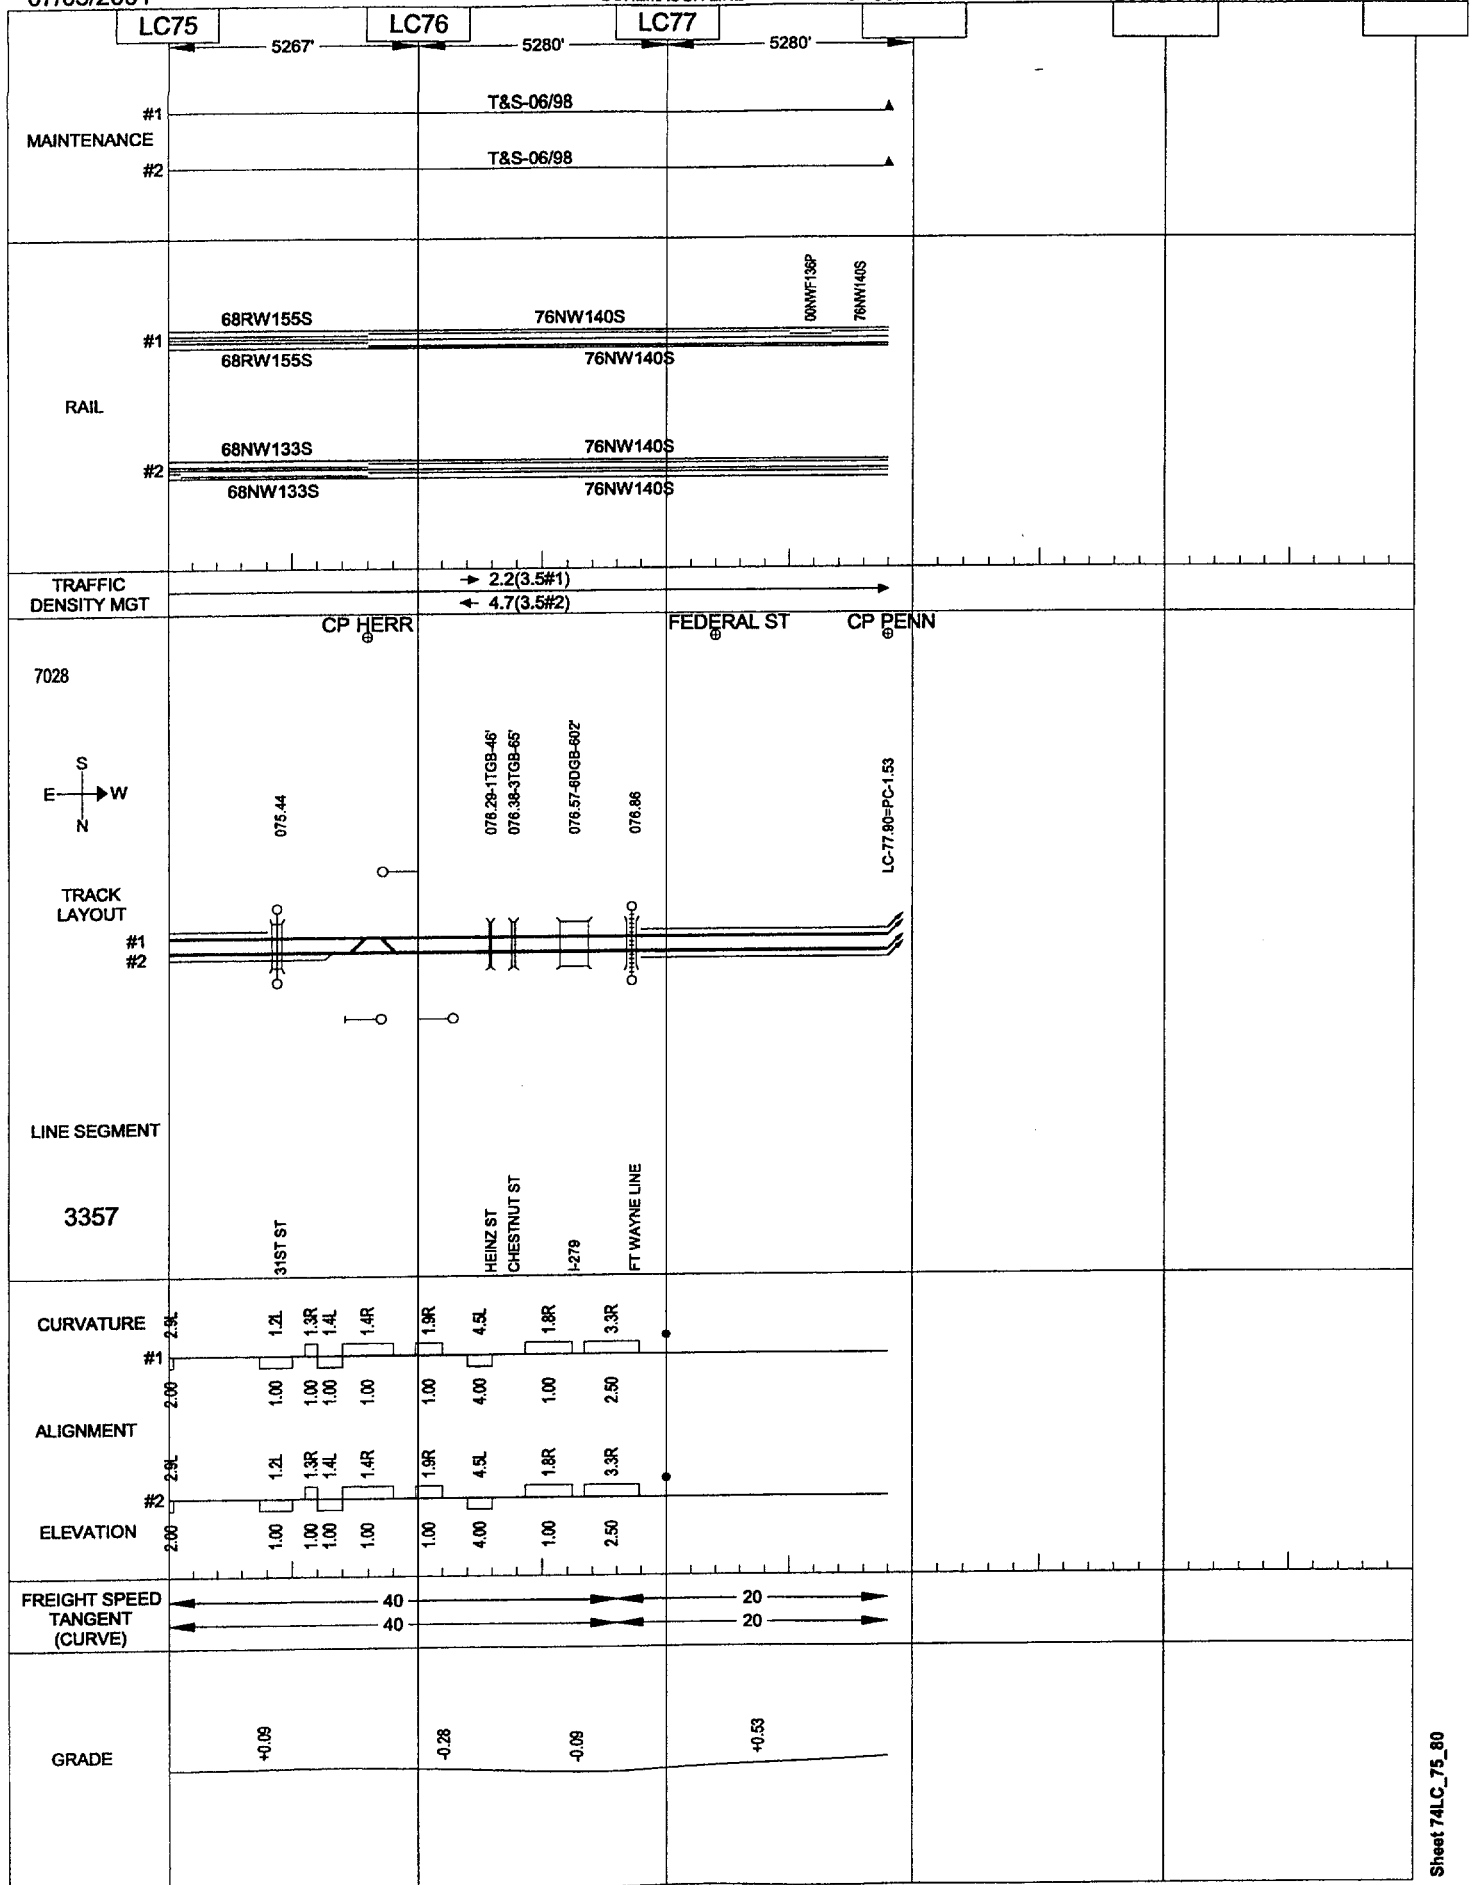 LC75
LC76
LC77
5267'
5280'
5280'
#1
T&S-06/98
MAINTENANCE
#2
T&S-06/98
00NWF136P
76NW140S
68RW155S
76NW140S
#1
68RW155S
76NW140S
RAIL
68NW133S
76NW140S
#2
68NW133S
76NW140S
TRAFFIC
DENSITY MGT
2.2(3.5#1)
4.7(3.5#2)
CP HERR
FEDERAL ST
CP PENN
7028
S
E
W
N
075.44
076.29-1TGB-46'
076.38-3TGB-65'
076.57-6DGB-602'
076.86
LC-77.90=PC-1.53
TRACK
LAYOUT
#1
#2
LINE SEGMENT
3357
31ST ST
HEINZ ST
CHESTNUT ST
I-279
FT WAYNE LINE
CURVATURE
2.9L
1.2L
1.3R
1.4L
1.4R
1.9R
4.5L
1.8R
3.3R
#1
2.00
1.00
1.00
1.00
1.00
1.00
4.00
1.00
2.50
ALIGNMENT
2.9L
1.2L
1.3R
1.4L
1.4R
1.9R
4.5L
1.8R
3.3R
#2
ELEVATION
2.00
1.00
1.00
1.00
1.00
1.00
4.00
1.00
2.50
FREIGHT SPEED
TANGENT
(CURVE)
40
20
40
20
GRADE
+0.09
-0.28
-0.09
+0.53
Sheet 74LC_75_80